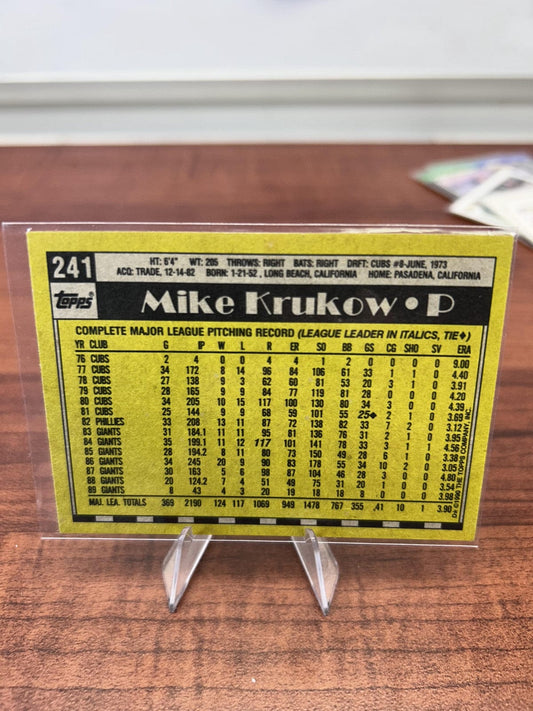 241
HT: 6'4" WT: 205 THROWS: RIGHT BATS: RIGHT DRFT: CUBS #8-JUNE, 1973
ACQ: TRADE, 12-14-82 BORN: 1-21-52, LONG BEACH, CALIFORNIA HOME: PASADENA, CALIFORNIA
Topps
Mike Krukow • P
COMPLETE MAJOR LEAGUE PITCHING RECORD (LEAGUE LEADER IN ITALICS, TIE♦)
YR CLUB G IP W L R ER SO BB GS CG SHO SV ERA
76 CUBS 2 4 0 0 4 4 1 2 0 0 0 0 9.00
77 CUBS 34 172 8 14 96 84 106 61 33 1 1 0 4.40
78 CUBS 27 138 9 3 62 60 81 53 20 3 1 0 3.91
79 CUBS 28 165 9 9 84 77 119 81 28 0 0 0 4.20
80 CUBS 34 205 10 15 117 100 130 80 34 3 0 0 4.39
81 CUBS 25 144 9 9 68 59 101 55 25♦ 2 1 0 3.69
82 PHILLIES 33 208 13 11 87 72 138 82 33 7 2 0 3.12
83 GIANTS 31 184.1 11 11 95 81 136 76 31 2 1 0 3.95
84 GIANTS 35 199.1 11 12 117 101 141 78 33 3 1 1 4.56
85 GIANTS 28 194.2 8 11 80 73 150 49 28 6 1 0 3.38
86 GIANTS 34 245 20 9 90 83 178 55 34 10 2 0 3.05
87 GIANTS 30 163 5 6 98 87 104 46 28 3 0 0 4.80
88 GIANTS 20 124.2 7 4 51 49 75 31 20 1 0 0 3.54
89 GIANTS 8 43 4 3 20 19 18 18 8 0 0 0 3.98
MAJ. LEA. TOTALS 369 2190 124 117 1069 949 1478 767 355 41 10 1 3.90
D* ©1990 THE TOPPS COMPANY, INC.